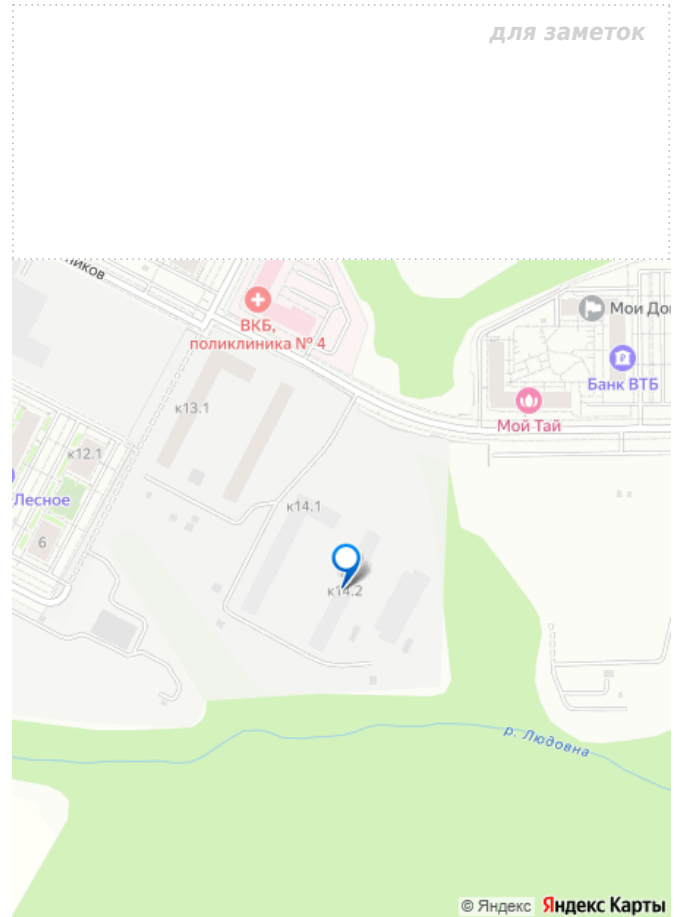 для заметок
ников
ВКБ,
поликлиника № 4
Мои До
Банк ВТБ
Мой Тай
к13.1
к12.1
Лесное
6
к14.1
к14.2
р. Людовна
© Яндекс Яндекс Карты